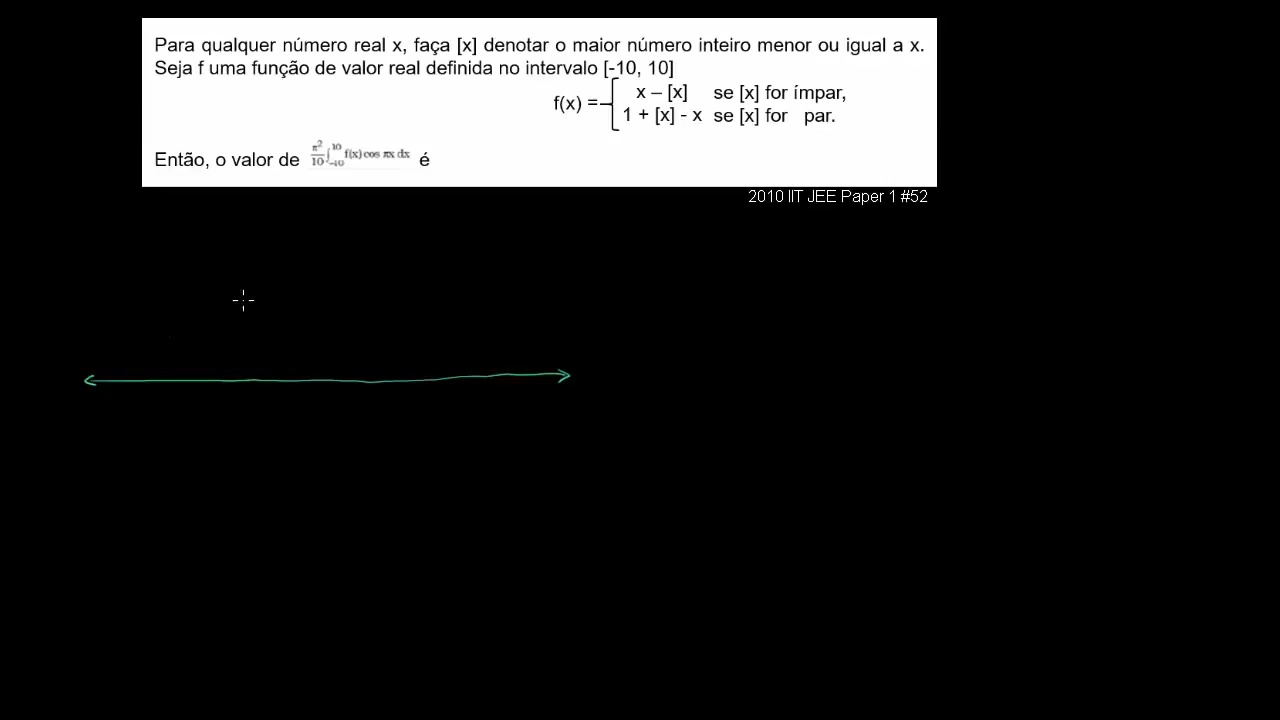 Para qualquer número real x, faça [x] denotar o maior número inteiro menor ou igual a x.
Seja f uma função de valor real definida no intervalo [-10, 10]
f(x) = { x – [x] se [x] for ímpar,
1 + [x] - x se [x] for par.
Então, o valor de π²/10 ∫₋₁₀¹⁰ f(x) cos πx dx é
2010 IIT JEE Paper 1 #52